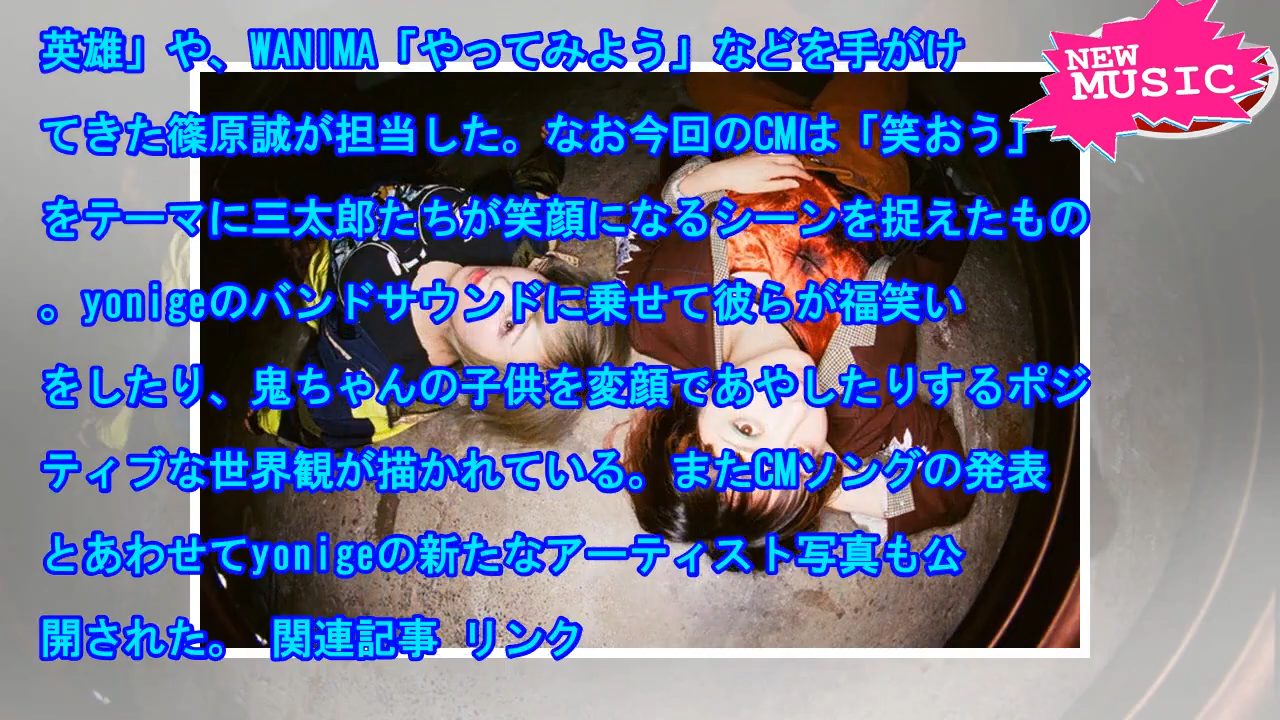 英雄」や、WANIMA「やってみよう」などを手がけ
てきた篠原誠が担当した。なお今回のCMは「笑おう」
をテーマに三太郎たちが笑顔になるシーンを捉えたもの
。yonigeのバンドサウンドに乗せて彼らが福笑い
をしたり、鬼ちゃんの子供を変顔であやしたりするポジ
ティブな世界観が描かれている。またCMソングの発表
とあわせてyonigeの新たなアーティスト写真も公
開された。 関連記事 リンク
NEW
MUSIC